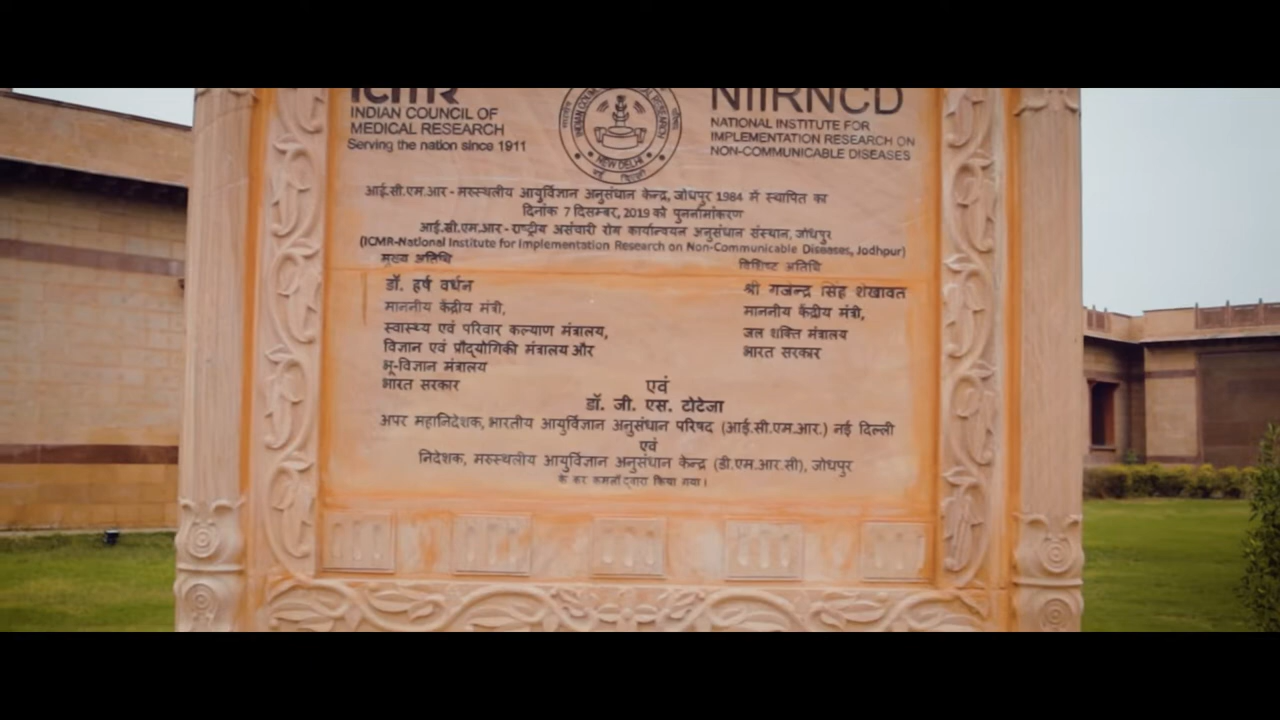 ICMR
INDIAN COUNCIL OF
MEDICAL RESEARCH
Serving the nation since 1911
INDIAN COUNCIL MEDICAL RESEARCH
NEW DELHI
NIIRNCD
NATIONAL INSTITUTE FOR
IMPLEMENTATION RESEARCH ON
NON-COMMUNICABLE DISEASES
आई.सी.एम.आर - मरुस्थलीय आयुर्विज्ञान अनुसंधान केन्द्र, जोधपुर 1984 में स्थापित का
दिनांक 7 दिसम्बर, 2019 को पुनर्नामांकरण
आई.सी.एम.आर - राष्ट्रीय असंचारी रोग कार्यान्वयन अनुसंधान संस्थान, जोधपुर
(ICMR-National Institute for Implementation Research on Non-Communicable Diseases, Jodhpur)
मुख्य अतिथि
डॉ. हर्ष वर्धन
माननीय केंद्रीय मंत्री,
स्वास्थ्य एवं परिवार कल्याण मंत्रालय,
विज्ञान एवं प्रौद्योगिकी मंत्रालय और
भू-विज्ञान मंत्रालय
भारत सरकार
विशिष्ट अतिथि
श्री गजेन्द्र सिंह शेखावत
माननीय केंद्रीय मंत्री,
जल शक्ति मंत्रालय
भारत सरकार
एवं
डॉ. जी. एस. टोटेजा
अपर महानिदेशक, भारतीय आयुर्विज्ञान अनुसंधान परिषद (आई.सी.एम.आर.) नई दिल्ली
एवं
निदेशक, मरुस्थलीय आयुर्विज्ञान अनुसंधान केन्द्र (डी.एम.आर.सी), जोधपुर
के कर कमलों द्वारा किया गया।